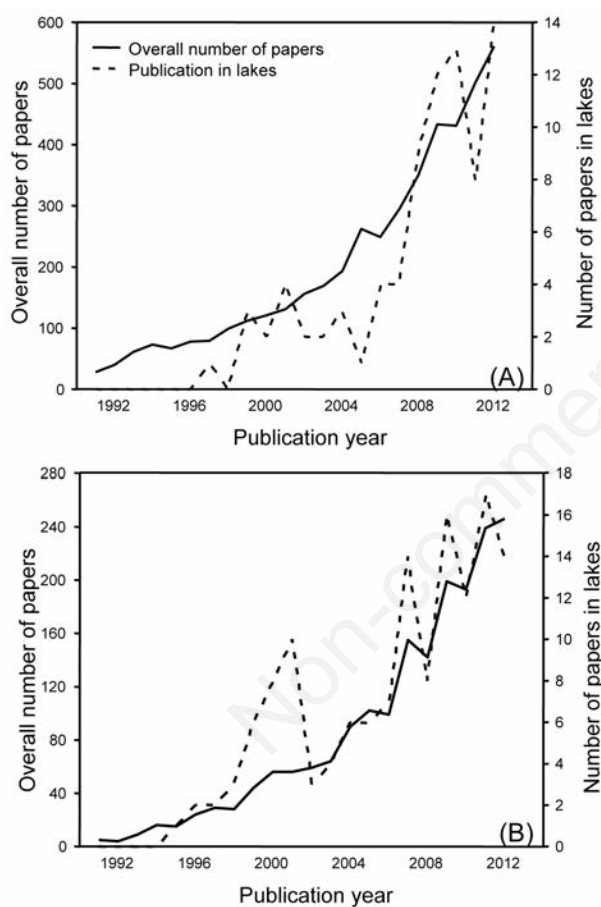 600
500
400
300
200
100
0
Overall number of papers
Overall number of papers
Publication in lakes
14
12
10
8
6
4
2
0
Number of papers in lakes
(A)
1992 1996 2000 2004 2008 2012
Publication year
280
240
200
160
120
80
40
0
Overall number of papers
18
16
14
12
10
8
6
4
2
0
Number of papers in lakes
(B)
1992 1996 2000 2004 2008 2012
Publication year
Non-commer